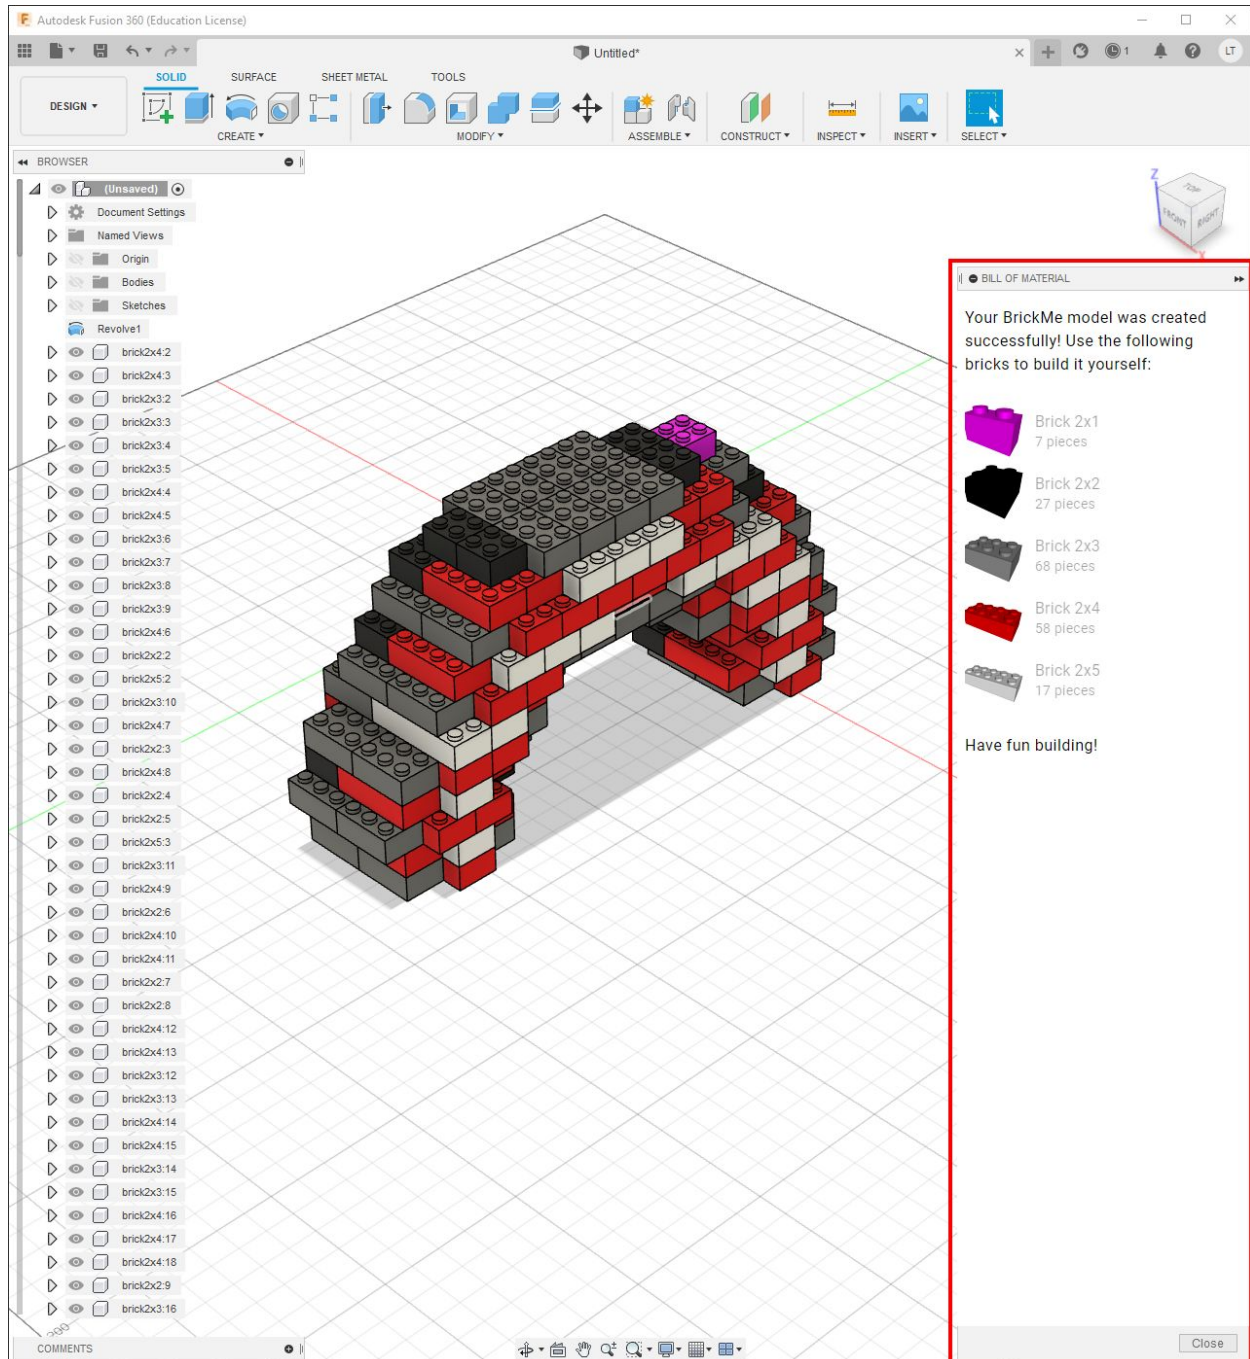 Autodesk Fusion 360 (Education License)
Untitled*
1
LT
DESIGN
SOLID SURFACE SHEET METAL TOOLS
CREATE MODIFY ASSEMBLE CONSTRUCT INSPECT INSERT SELECT
BROWSER
(Unsaved)
Document Settings
Named Views
Origin
Bodies
Sketches
Revolve1
brick2x4:2
brick2x4:3
brick2x3:2
brick2x3:3
brick2x3:4
brick2x3:5
brick2x4:4
brick2x4:5
brick2x3:6
brick2x3:7
brick2x3:8
brick2x3:9
brick2x4:6
brick2x2:2
brick2x5:2
brick2x3:10
brick2x4:7
brick2x2:3
brick2x4:8
brick2x2:4
brick2x2:5
brick2x5:3
brick2x3:11
brick2x4:9
brick2x2:6
brick2x4:10
brick2x4:11
brick2x2:7
brick2x2:8
brick2x4:12
brick2x4:13
brick2x3:12
brick2x3:13
brick2x4:14
brick2x4:15
brick2x3:14
brick2x3:15
brick2x4:16
brick2x4:17
brick2x4:18
brick2x2:9
brick2x3:16
COMMENTS
Z
TOP
FRONT
RIGHT
X
BILL OF MATERIAL
Your BrickMe model was created
successfully! Use the following
bricks to build it yourself:
Brick 2x1
7 pieces
Brick 2x2
27 pieces
Brick 2x3
68 pieces
Brick 2x4
58 pieces
Brick 2x5
17 pieces
Have fun building!
Close